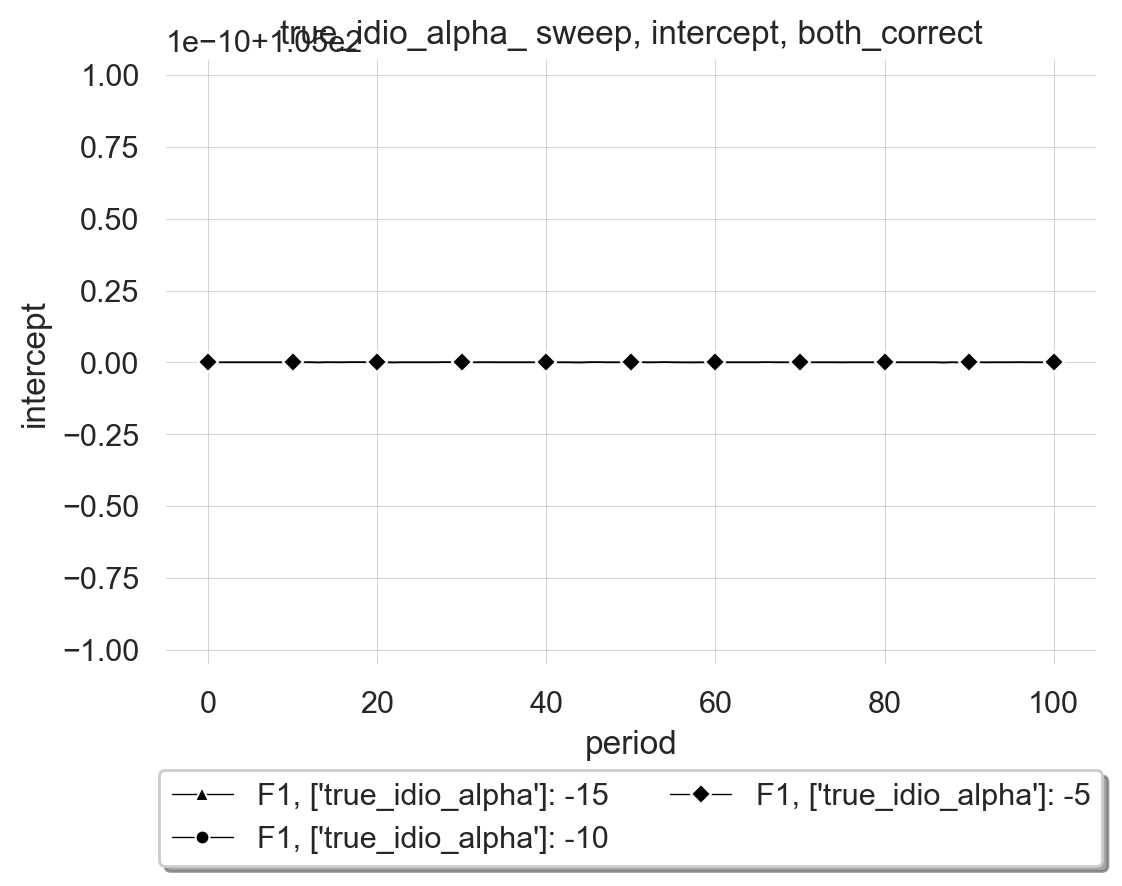 true_idio_alpha_ sweep, intercept, both_correct
1e−10+1.05e2
1.00
0.75
0.50
0.25
0.00
−0.25
−0.50
−0.75
−1.00
intercept
0 20 40 60 80 100
period
F1, ['true_idio_alpha']: -15
F1, ['true_idio_alpha']: -10
F1, ['true_idio_alpha']: -5